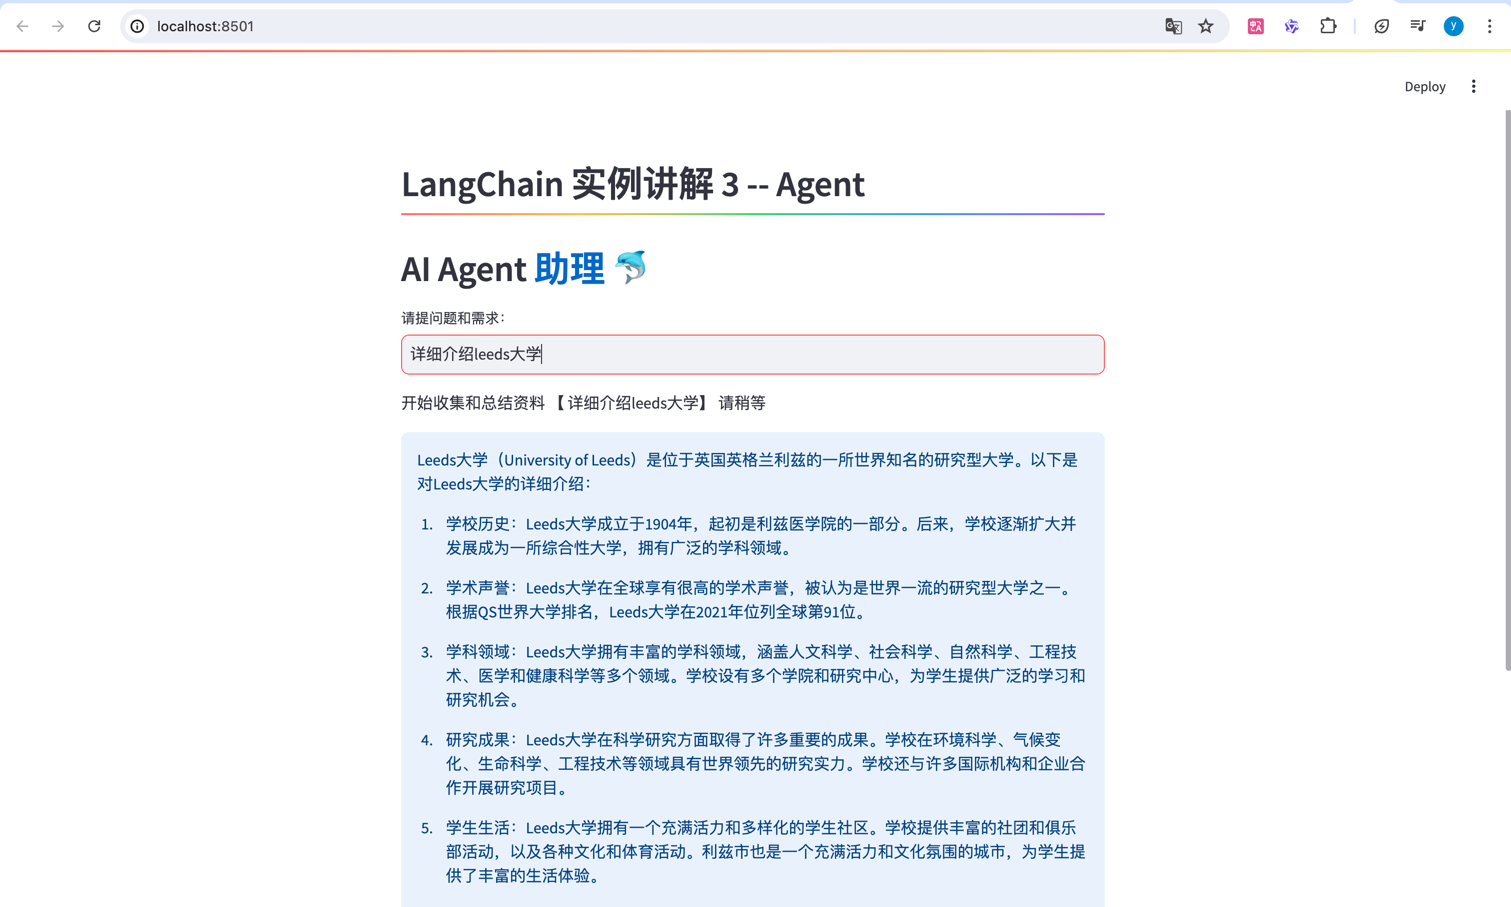 localhost:8501
y
Deploy
LangChain 实例讲解 3 -- Agent
AI Agent 助理
请提问题和需求：
详细介绍leeds大学
开始收集和总结资料 【 详细介绍leeds大学】 请稍等
Leeds大学（University of Leeds）是位于英国英格兰利兹的一所世界知名的研究型大学。以下是
对Leeds大学的详细介绍：
1. 学校历史：Leeds大学成立于1904年，起初是利兹医学院的一部分。后来，学校逐渐扩大并
发展成为一所综合性大学，拥有广泛的学科领域。
2. 学术声誉：Leeds大学在全球享有很高的学术声誉，被认为是世界一流的研究型大学之一。
根据QS世界大学排名，Leeds大学在2021年位列全球第91位。
3. 学科领域：Leeds大学拥有丰富的学科领域，涵盖人文科学、社会科学、自然科学、工程技
术、医学和健康科学等多个领域。学校设有多个学院和研究中心，为学生提供广泛的学习和
研究机会。
4. 研究成果：Leeds大学在科学研究方面取得了许多重要的成果。学校在环境科学、气候变
化、生命科学、工程技术等领域具有世界领先的研究实力。学校还与许多国际机构和企业合
作开展研究项目。
5. 学生生活：Leeds大学拥有一个充满活力和多样化的学生社区。学校提供丰富的社团和俱乐
部活动，以及各种文化和体育活动。利兹市也是一个充满活力和文化氛围的城市，为学生提
供了丰富的生活体验。